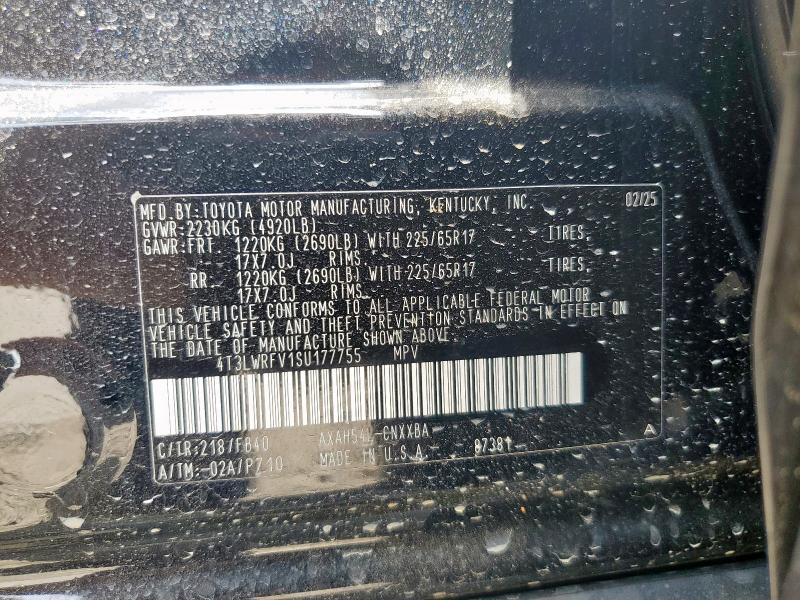 MFD.BY:TOYOTA MOTOR MANUFACTURING, KENTUCKY, INC. 02/25
GVWR:2230KG (4920LB)
GAWR:FRT 1220KG (2690LB) WITH 225/65R17 TIRES,
17X7.0J RIMS
RR 1220KG (2690LB) WITH 225/65R17 TIRES,
17X7.0J RIMS
THIS VEHICLE CONFORMS TO ALL APPLICABLE FEDERAL MOTOR
VEHICLE SAFETY AND THEFT PREVENTION STANDARDS IN EFFECT ON
THE DATE OF MANUFACTURE SHOWN ABOVE.
4T3LWRFV1SU177755 MPV
C/TR:218/FB40 AXAH54L-CNXXBA
A/TM:-02A/PZ10 MADE IN U.S.A. 97381 A